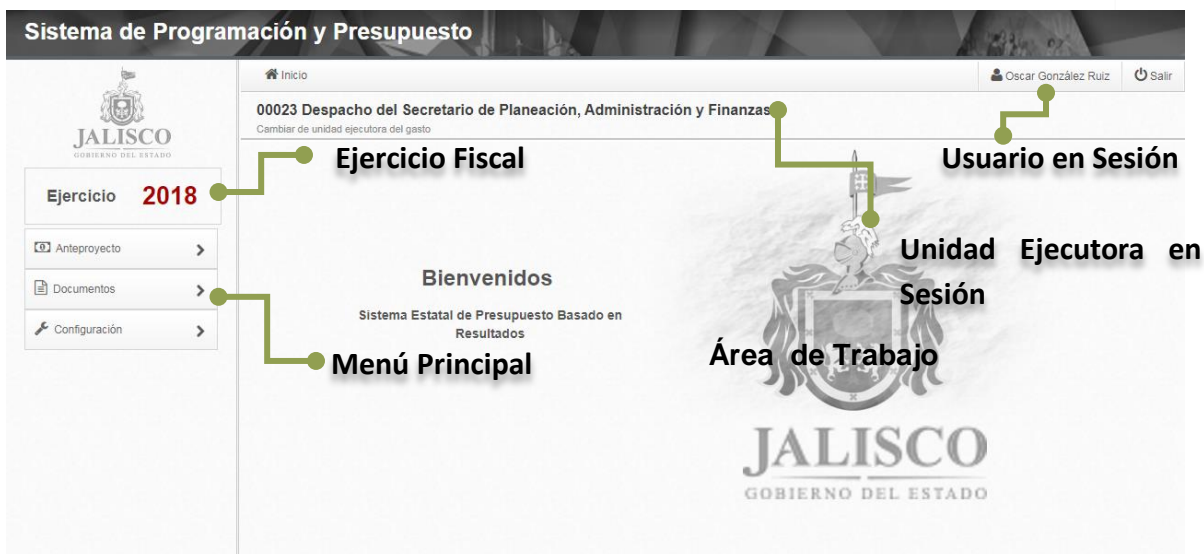 Sistema de Programación y Presupuesto
JALISCO
GOBIERNO DEL ESTADO
Inicio
Oscar González Ruiz
Salir
00023 Despacho del Secretario de Planeación, Administración y Finanzas
Cambiar de unidad ejecutora del gasto
Ejercicio Fiscal
Usuario en Sesión
Ejercicio 2018
Anteproyecto
Documentos
Configuración
Unidad Ejecutora en
Sesión
Bienvenidos
Sistema Estatal de Presupuesto Basado en
Resultados
Menú Principal
Área de Trabajo
JALISCO
GOBIERNO DEL ESTADO